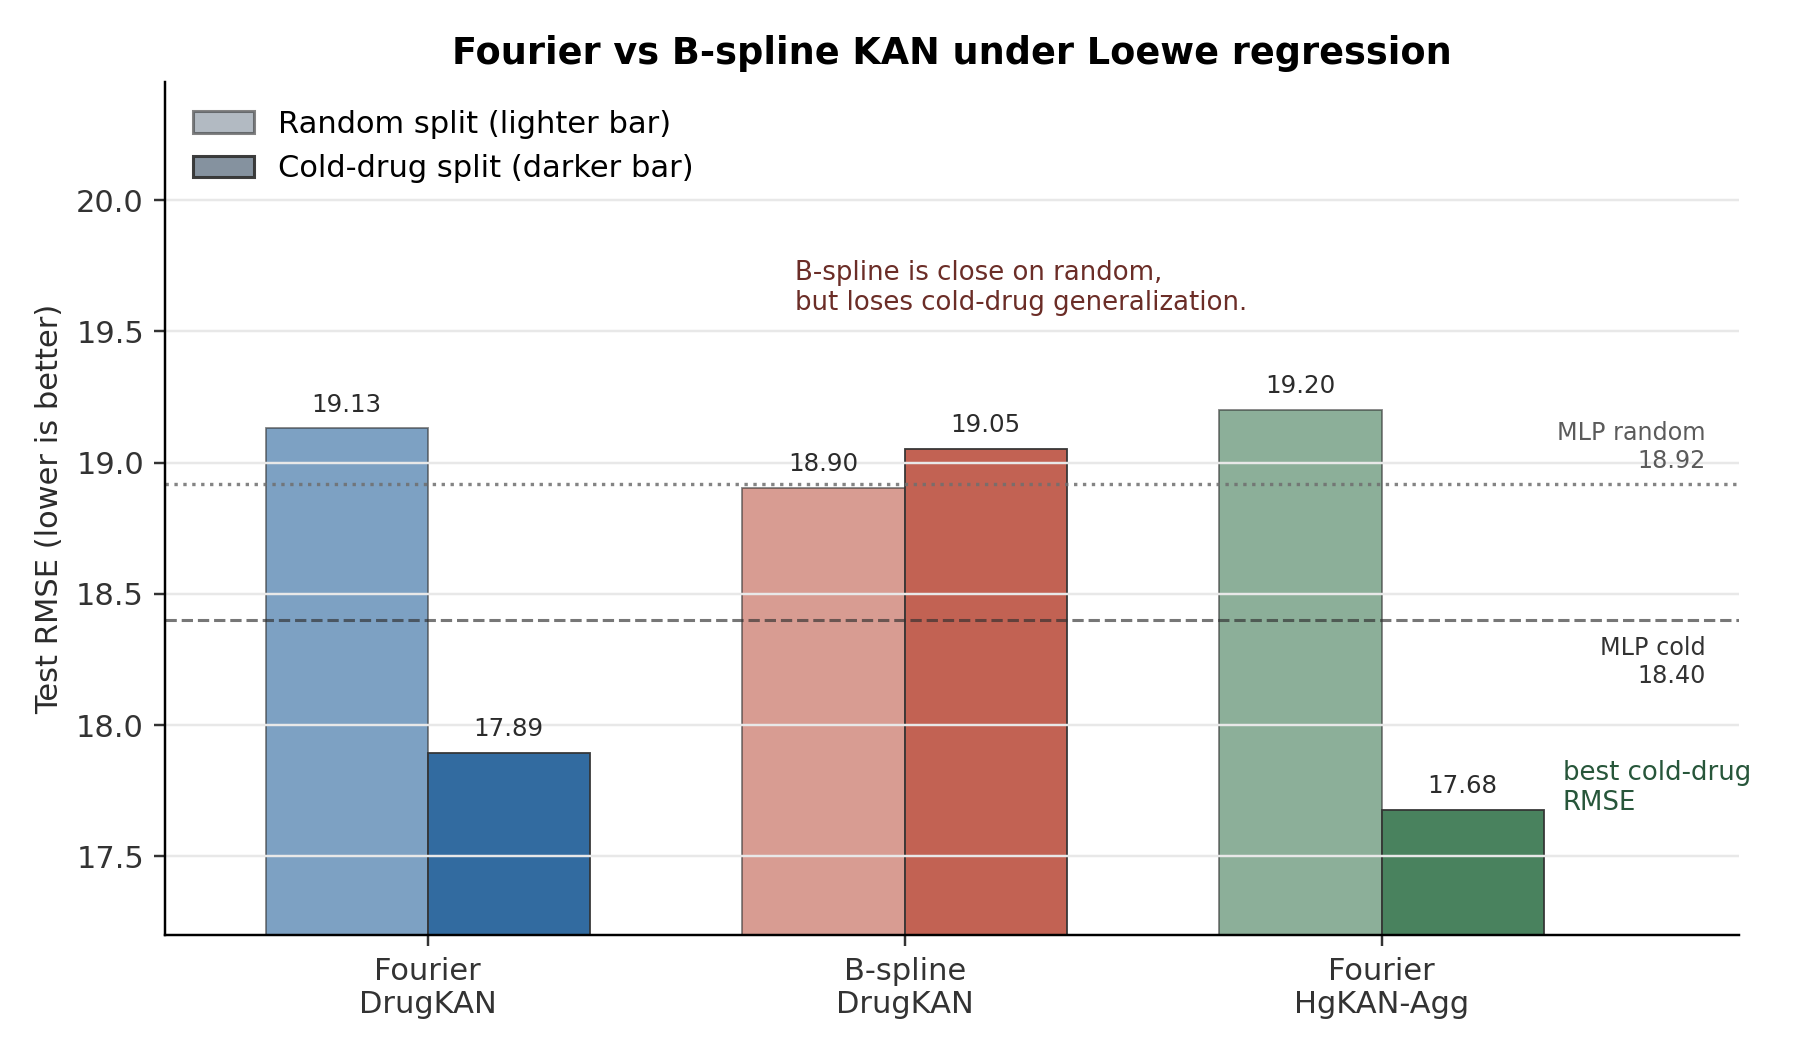 Fourier vs B-spline KAN under Loewe regression
Random split (lighter bar)
Cold-drug split (darker bar)
Test RMSE (lower is better)
20.0
19.5
19.0
18.5
18.0
17.5
B-spline is close on random,
but loses cold-drug generalization.
19.13
17.89
18.90
19.05
19.20
17.68
MLP random
18.92
MLP cold
18.40
best cold-drug
RMSE
Fourier
DrugKAN
B-spline
DrugKAN
Fourier
HgKAN-Agg